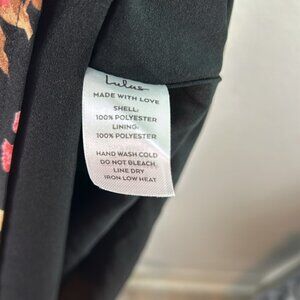 Lulus
MADE WITH LOVE
SHELL:
100% POLYESTER
LINING:
100% POLYESTER
HAND WASH COLD
DO NOT BLEACH,
LINE DRY
IRON LOW HEAT